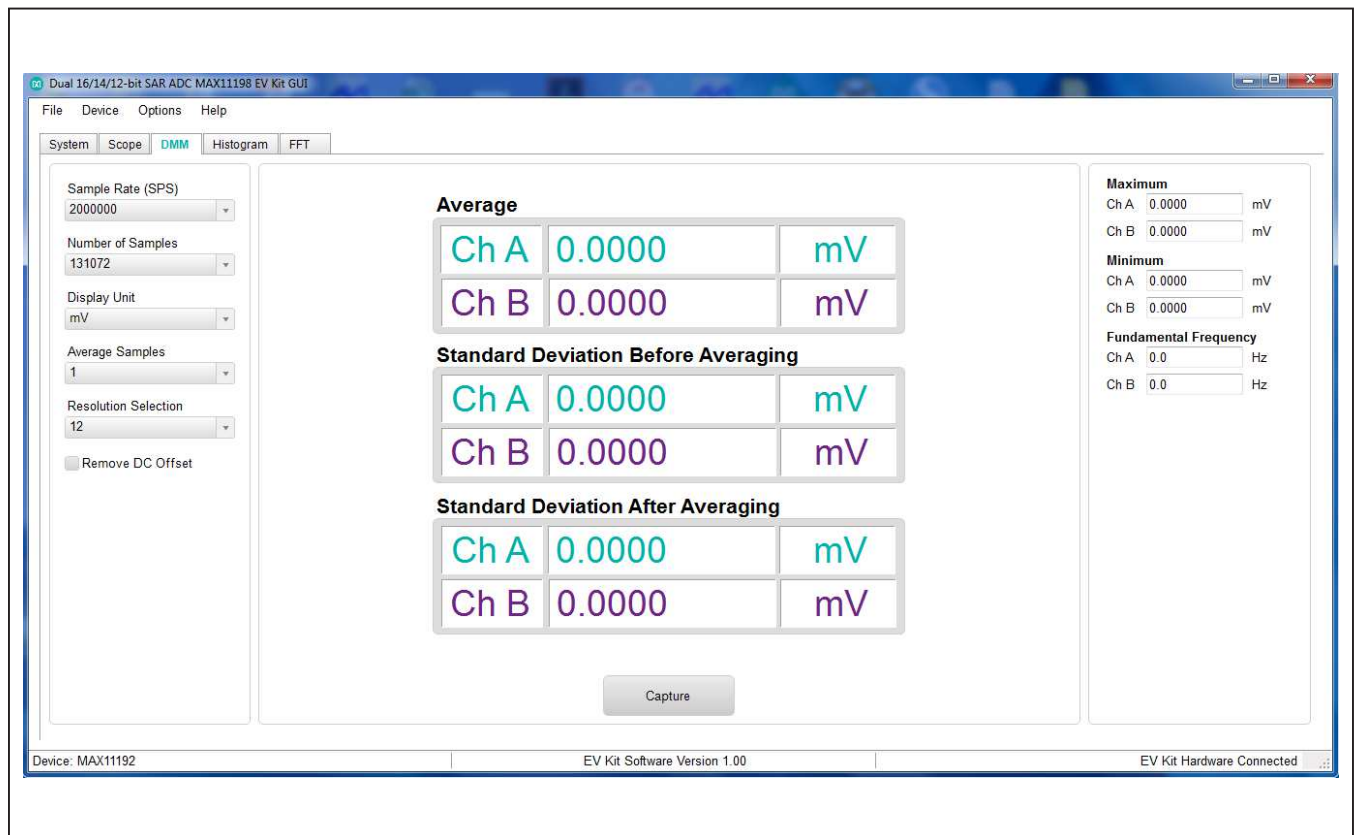 Dual 16/14/12-bit SAR ADC MAX11198 EV Kit GUI
File Device Options Help
System Scope DMM Histogram FFT
Sample Rate (SPS)
2000000
Number of Samples
131072
Display Unit
mV
Average Samples
1
Resolution Selection
12
Remove DC Offset
Average
Ch A 0.0000 mV
Ch B 0.0000 mV
Standard Deviation Before Averaging
Ch A 0.0000 mV
Ch B 0.0000 mV
Standard Deviation After Averaging
Ch A 0.0000 mV
Ch B 0.0000 mV
Capture
Maximum
Ch A 0.0000 mV
Ch B 0.0000 mV
Minimum
Ch A 0.0000 mV
Ch B 0.0000 mV
Fundamental Frequency
Ch A 0.0 Hz
Ch B 0.0 Hz
Device: MAX11192 EV Kit Software Version 1.00 EV Kit Hardware Connected